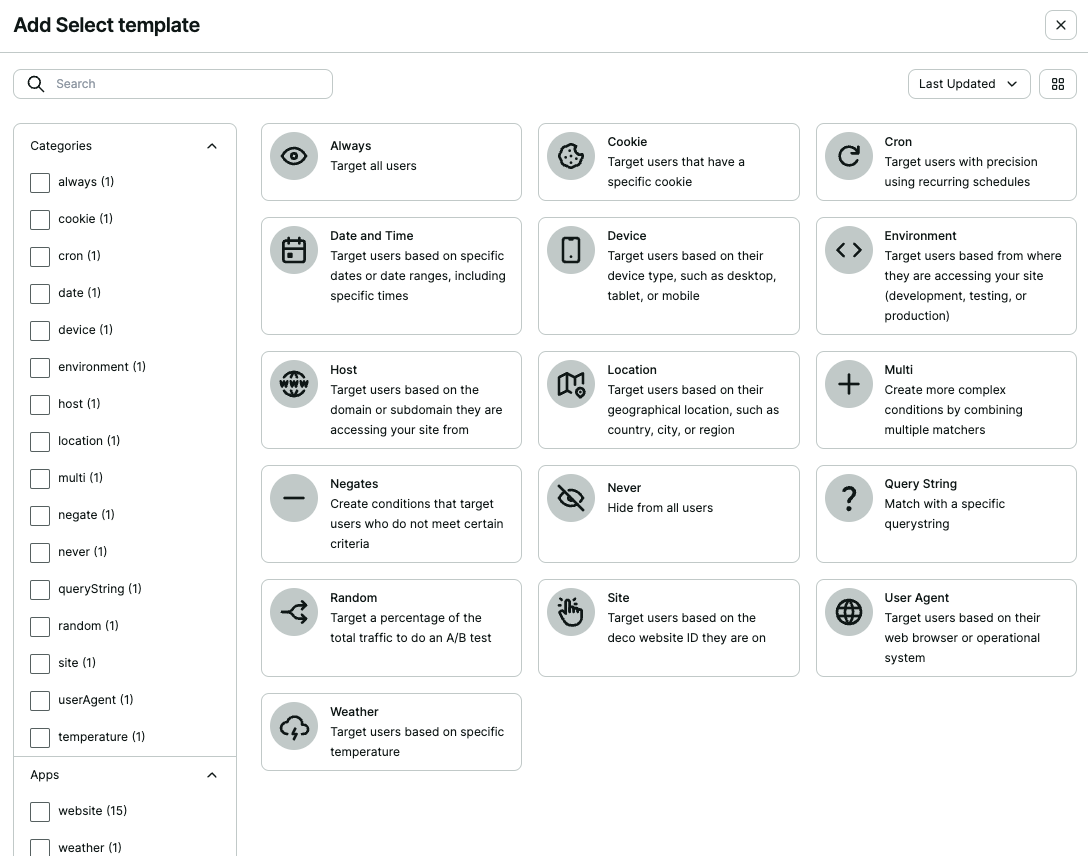 Add Select template
Search
Last Updated
Categories
always (1)
cookie (1)
cron (1)
date (1)
device (1)
environment (1)
host (1)
location (1)
multi (1)
negate (1)
never (1)
queryString (1)
random (1)
site (1)
userAgent (1)
temperature (1)
Apps
website (15)
weather (1)
Always
Target all users
Cookie
Target users that have a
specific cookie
Cron
Target users with precision
using recurring schedules
Date and Time
Target users based on specific
dates or date ranges, including
specific times
Device
Target users based on their
device type, such as desktop,
tablet, or mobile
Environment
Target users based from where
they are accessing your site
(development, testing, or
production)
WWW
Host
Target users based on the
domain or subdomain they are
accessing your site from
Location
Target users based on their
geographical location, such as
country, city, or region
Multi
Create more complex
conditions by combining
multiple matchers
Negates
Create conditions that target
users who do not meet certain
criteria
Never
Hide from all users
Query String
Match with a specific
querystring
Random
Target a percentage of the
total traffic to do an A/B test
Site
Target users based on the
deco website ID they are on
User Agent
Target users based on their
web browser or operational
system
Weather
Target users based on specific
temperature